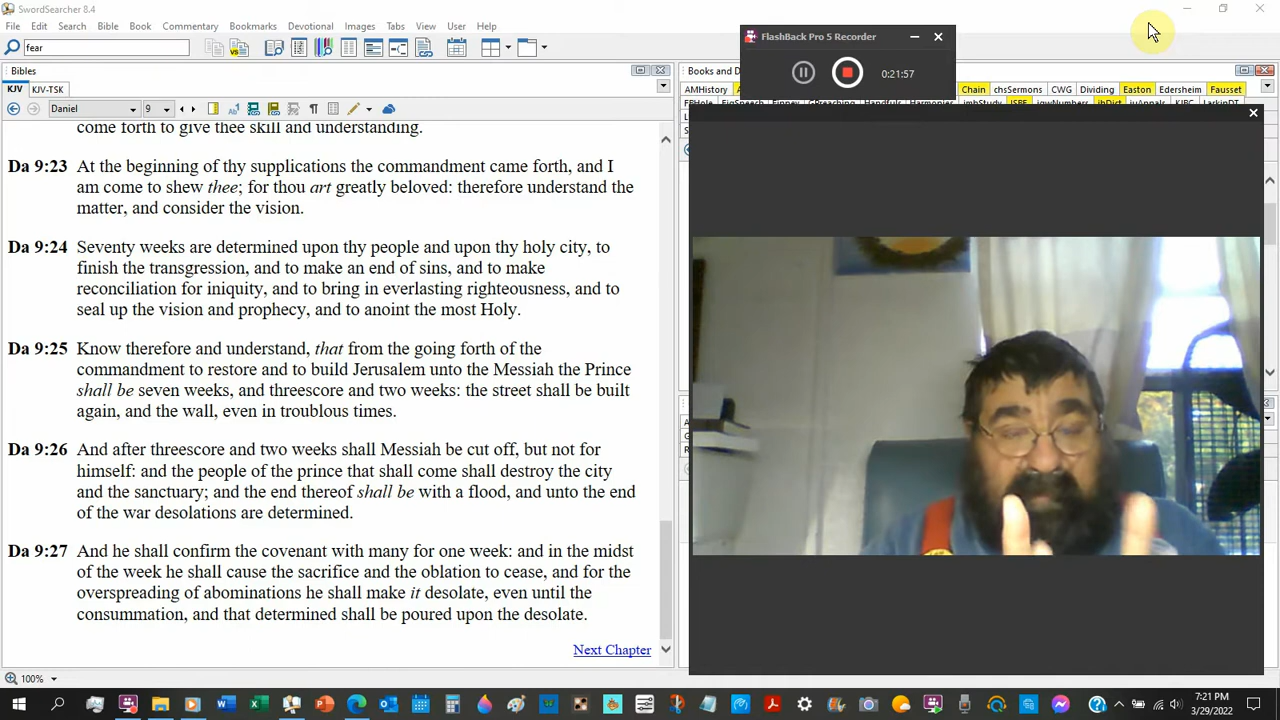 SwordSearcher 8.4
File Edit Search Bible Book Commentary Bookmarks Devotional Images Tabs View User Help
fear
FlashBack Pro 5 Recorder
00:21:57
Bibles
Books and D
KJV KJV-TSK
AMHistory
Chain chsSermons CWG Dividing Easton Edersheim Fausset
Daniel 9
come forth to give thee skill and understanding.
Da 9:23 At the beginning of thy supplications the commandment came forth, and I
am come to shew thee; for thou art greatly beloved: therefore understand the
matter, and consider the vision.
Da 9:24 Seventy weeks are determined upon thy people and upon thy holy city, to
finish the transgression, and to make an end of sins, and to make
reconciliation for iniquity, and to bring in everlasting righteousness, and to
seal up the vision and prophecy, and to anoint the most Holy.
Da 9:25 Know therefore and understand, that from the going forth of the
commandment to restore and to build Jerusalem unto the Messiah the Prince
shall be seven weeks, and threescore and two weeks: the street shall be built
again, and the wall, even in troublous times.
Da 9:26 And after threescore and two weeks shall Messiah be cut off, but not for
himself: and the people of the prince that shall come shall destroy the city
and the sanctuary; and the end thereof shall be with a flood, and unto the end
of the war desolations are determined.
Da 9:27 And he shall confirm the covenant with many for one week: and in the midst
of the week he shall cause the sacrifice and the oblation to cease, and for the
overspreading of abominations he shall make it desolate, even until the
consummation, and that determined shall be poured upon the desolate.
Next Chapter
100%
7:21 PM
3/29/2022